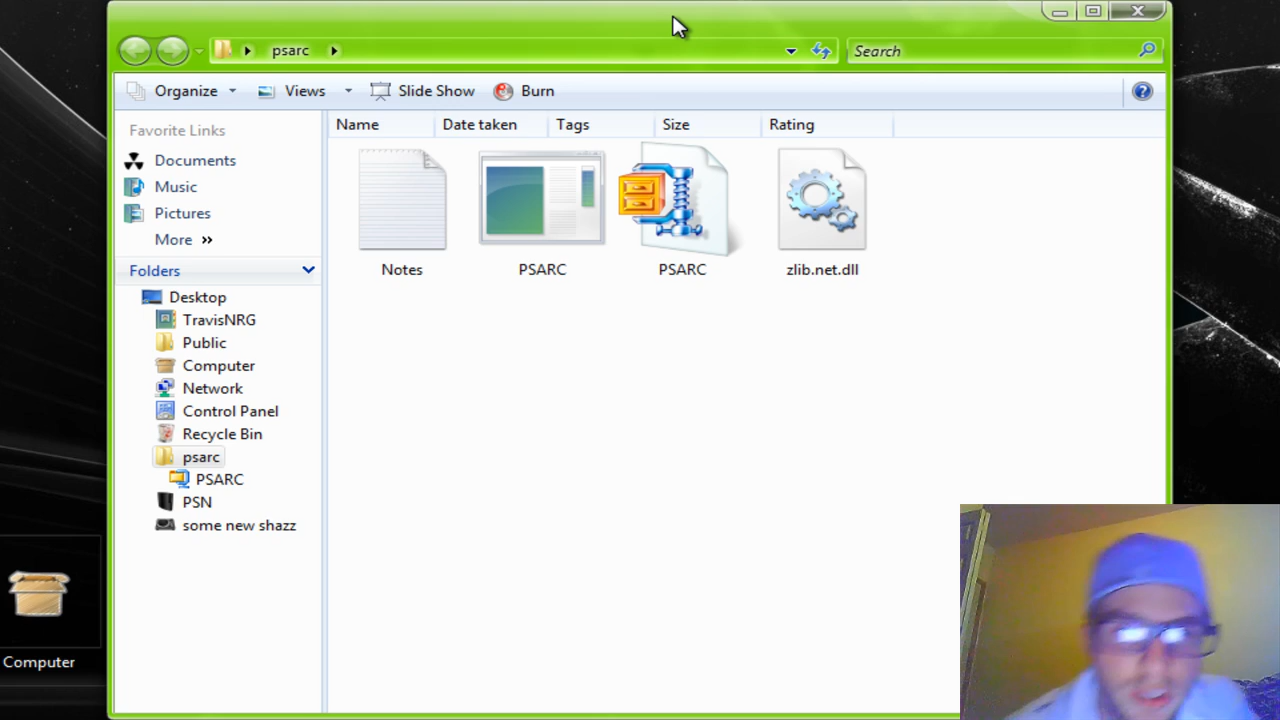 psarc
Search
Organize Views Slide Show Burn
Favorite Links
Documents
Music
Pictures
More »
Folders
Desktop
TravisNRG
Public
Computer
Network
Control Panel
Recycle Bin
psarc
PSARC
PSN
some new shazz
Name Date taken Tags Size Rating
Notes PSARC PSARC zlib.net.dll
Computer